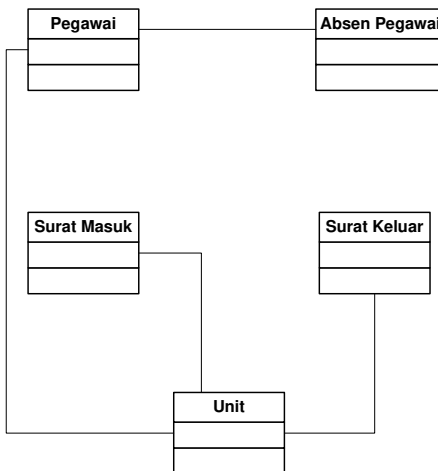 Pegawai
Absen Pegawai
Surat Masuk
Surat Keluar
Unit